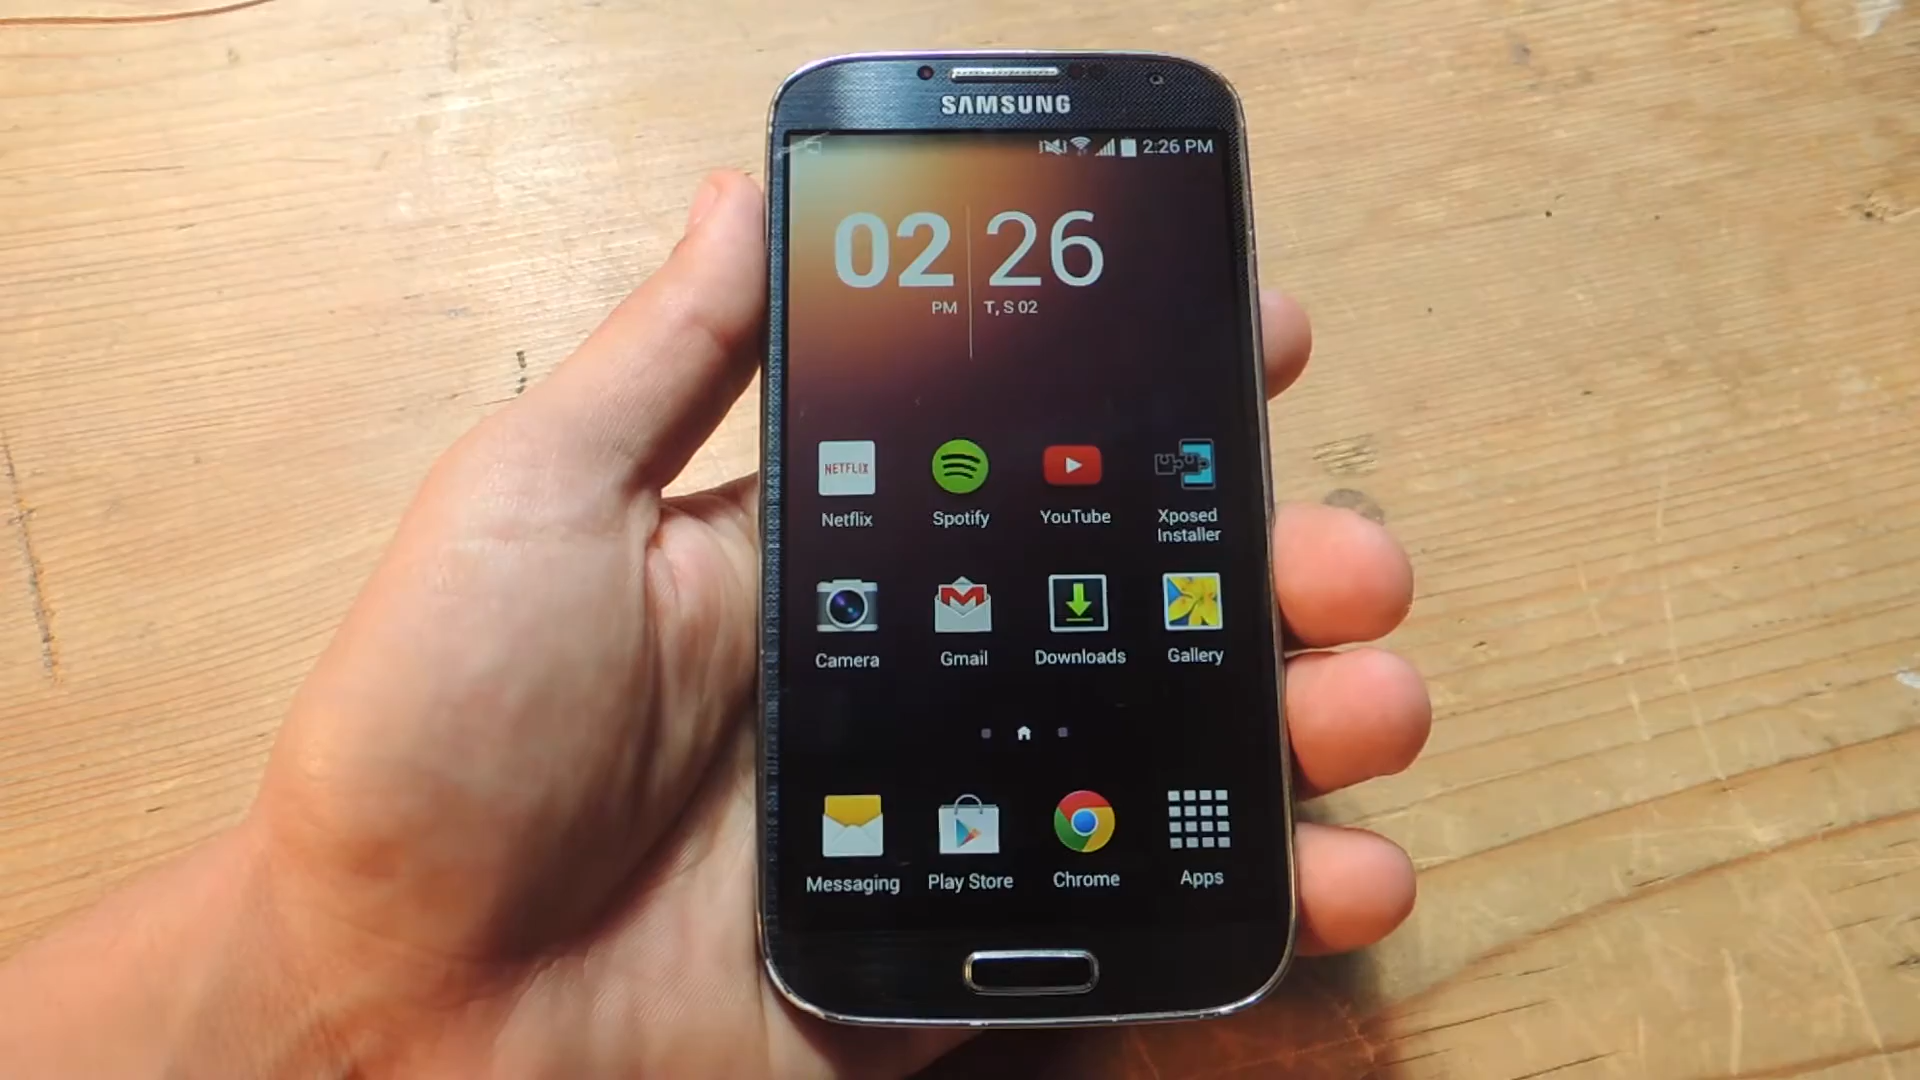 SAMSUNG
2:26 PM
02 26
PM T, S 02
NETFLIX
Netflix Spotify YouTube Xposed
Installer
Camera Gmail Downloads Gallery
Messaging Play Store Chrome Apps